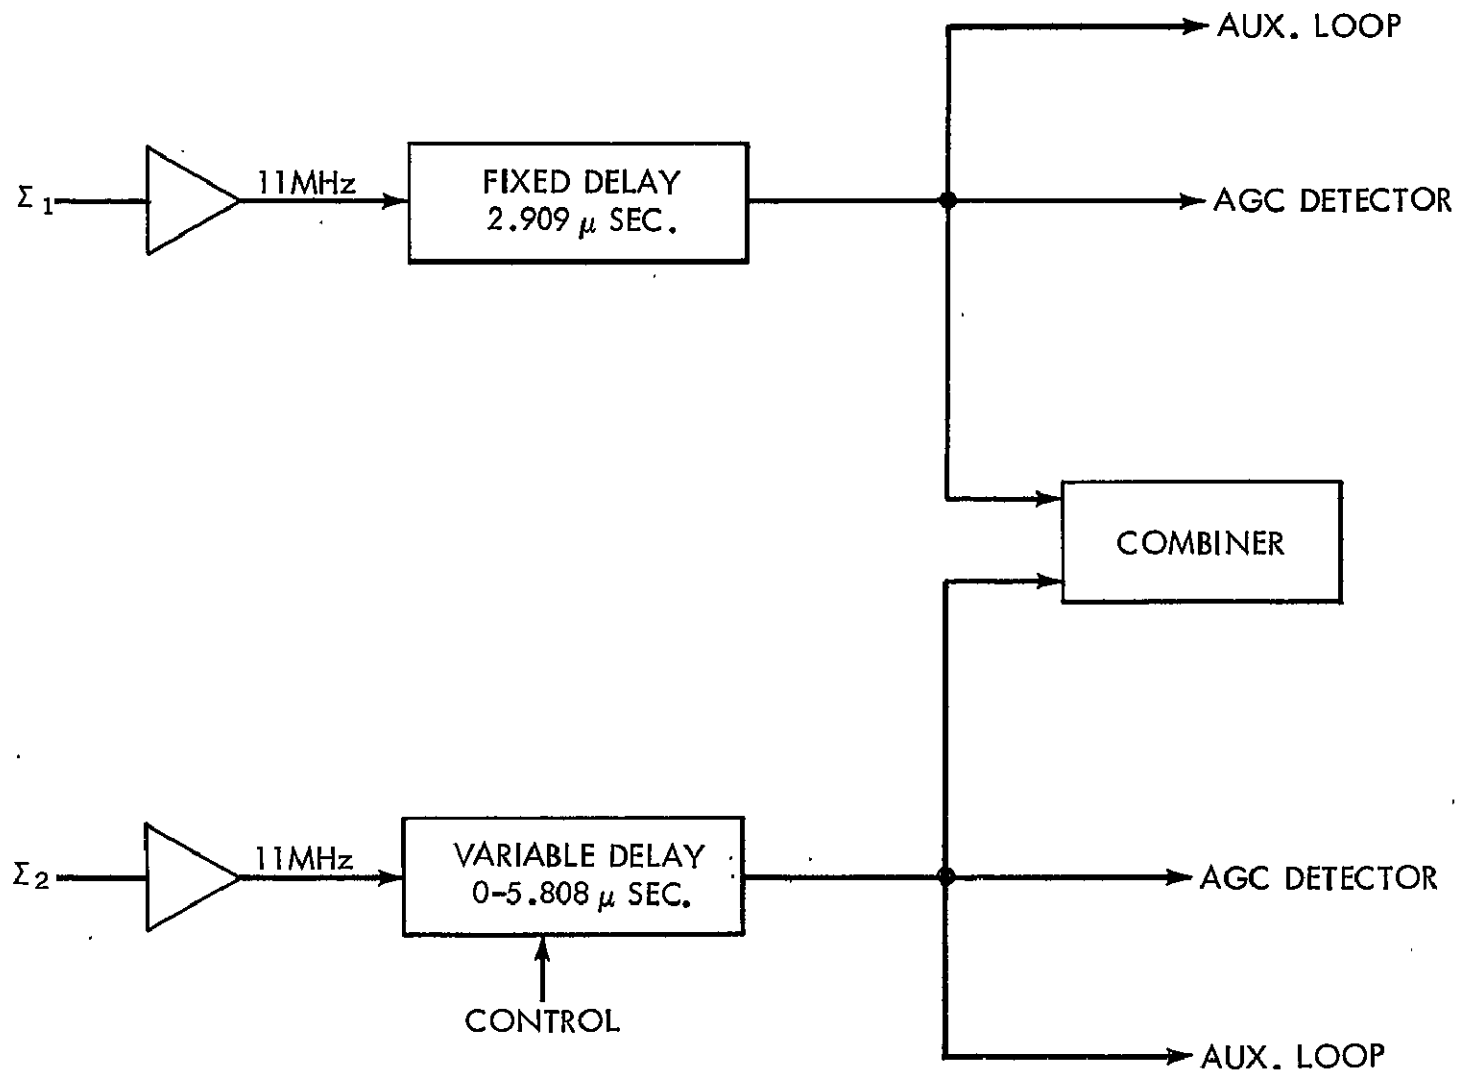 AUX. LOOP
Σ1
11MHz
FIXED DELAY
2.909 μ SEC.
AGC DETECTOR
COMBINER
Σ2
11MHz
VARIABLE DELAY
0-5.808 μ SEC.
AGC DETECTOR
CONTROL
AUX. LOOP